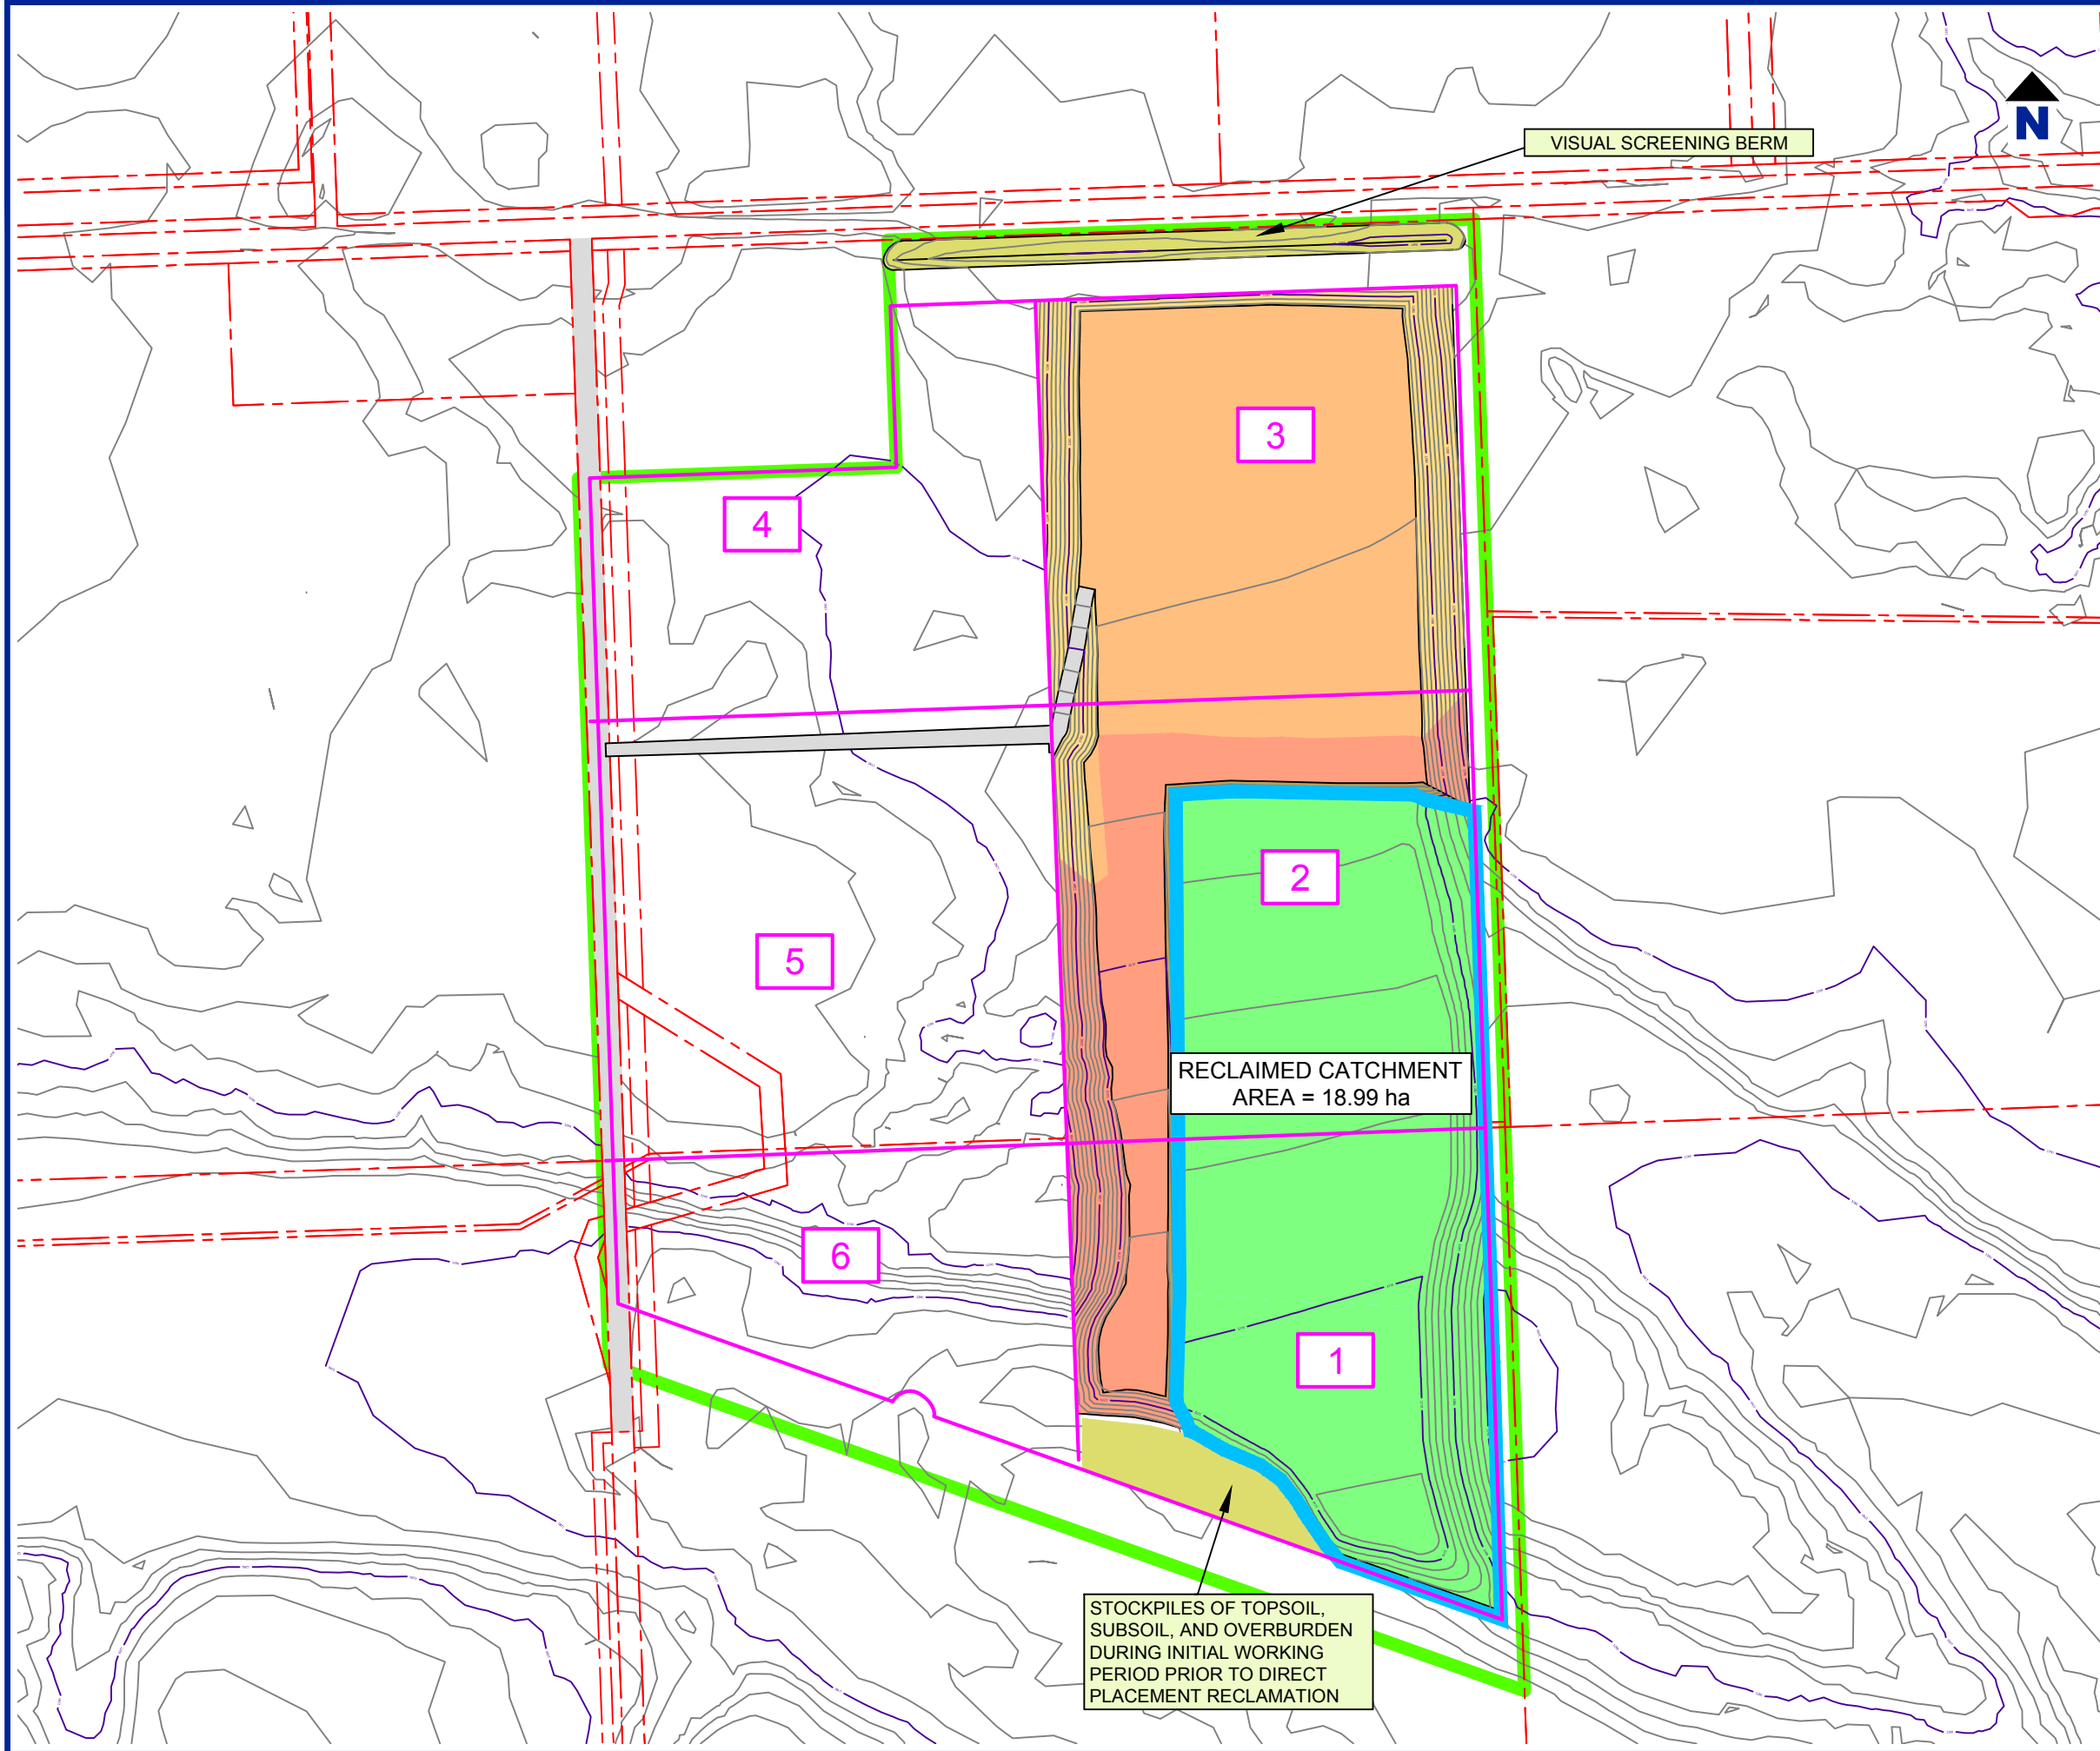 N
VISUAL SCREENING BERM
3
4
2
5
RECLAIMED CATCHMENT
AREA = 18.99 ha
6
1
STOCKPILES OF TOPSOIL,
SUBSOIL, AND OVERBURDEN
DURING INITIAL WORKING
PERIOD PRIOR TO DIRECT
PLACEMENT RECLAMATION